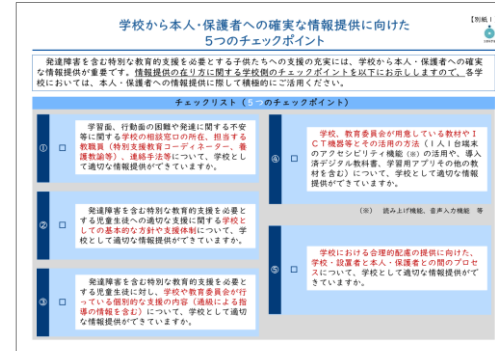 【別紙1
学校から本人・保護者への確実な情報提供に向けた
5つのチェックポイント
発達障害を含む特別な教育的支援を必要とする子供たちへの支援の充実には、学校から本人・保護者への確実
な情報提供が重要です。情報提供の在り方に関する学校側のチェックポイントを以下にお示ししますので、各学
校においては、本人・保護者への情報提供に際して積極的にご活用ください。
チェックリスト（5つのチェックポイント）
① □ 学習面、行動面の困難や発達に関する不安
等に関する学校の相談窓口の所在、担当する
教職員（特別支援教育コーディネーター、養
護教諭等）、連絡手法等について、学校とし
て適切な情報提供ができていますか。
② □ 発達障害を含む特別な教育的支援を必要と
する児童生徒への適切な支援に関する学校と
しての基本的な方針や支援体制について、学
校として適切な情報提供ができていますか。
③ □ 発達障害を含む特別な教育的支援を必要と
する児童生徒に対し、学校や教育委員会が行
っている個別的な支援の内容（通級による指
導の情報を含む）について、学校として適切
な情報提供ができていますか。
④ □ 学校、教育委員会が用意している教材やI
CT機器等とその活用の方法（1人1台端末
のアクセシビリティ機能（※）の活用や、導入
済デジタル教科書、学習用アプリその他の教
材を含む）について、学校として適切な情報
提供ができていますか。
（※） 読み上げ機能、音声入力機能 等
⑤ □ 学校における合理的配慮の提供に向けた、
学校・設置者と本人・保護者との間のプロセ
スについて、学校として適切な情報提供がで
きていますか。